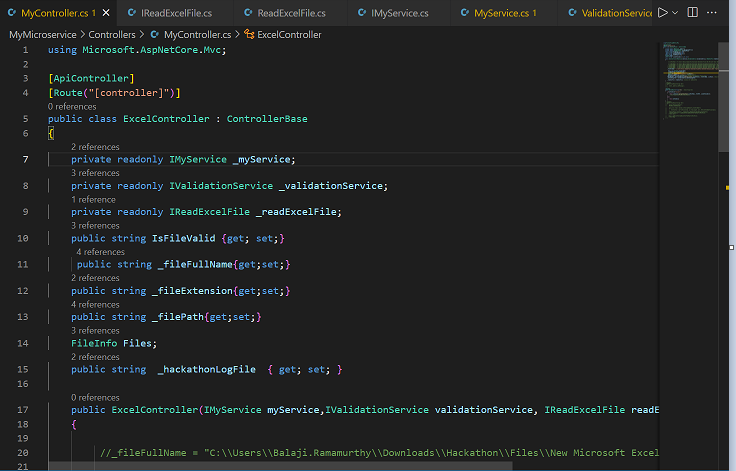 MyController.cs 1 IReadExcelFile.cs ReadExcelFile.cs IMyService.cs MyService.cs 1 ValidationService
MyMicroservice > Controllers > MyController.cs > ExcelController
1 using Microsoft.AspNetCore.Mvc;
2
3 [ApiController]
4 [Route("[controller]")]
0 references
5 public class ExcelController : ControllerBase
6 {
2 references
7 private readonly IMyService _myService;
3 references
8 private readonly IValidationService _validationService;
1 reference
9 private readonly IReadExcelFile _readExcelFile;
3 references
10 public string IsFileValid {get; set;}
4 references
11 public string _fileFullName{get;set;}
2 references
12 public string _fileExtension{get;set;}
4 references
13 public string _filePath{get;set;}
3 references
14 FileInfo Files;
2 references
15 public string _hackathonLogFile { get; set; }
16
0 references
17 public ExcelController(IMyService myService,IValidationService validationService, IReadExcelFile readE
18 {
19
20 //_fileFullName = "C:\\Users\\Balaji.Ramamurthy\\Downloads\\Hackathon\\Files\\New Microsoft Excel
21